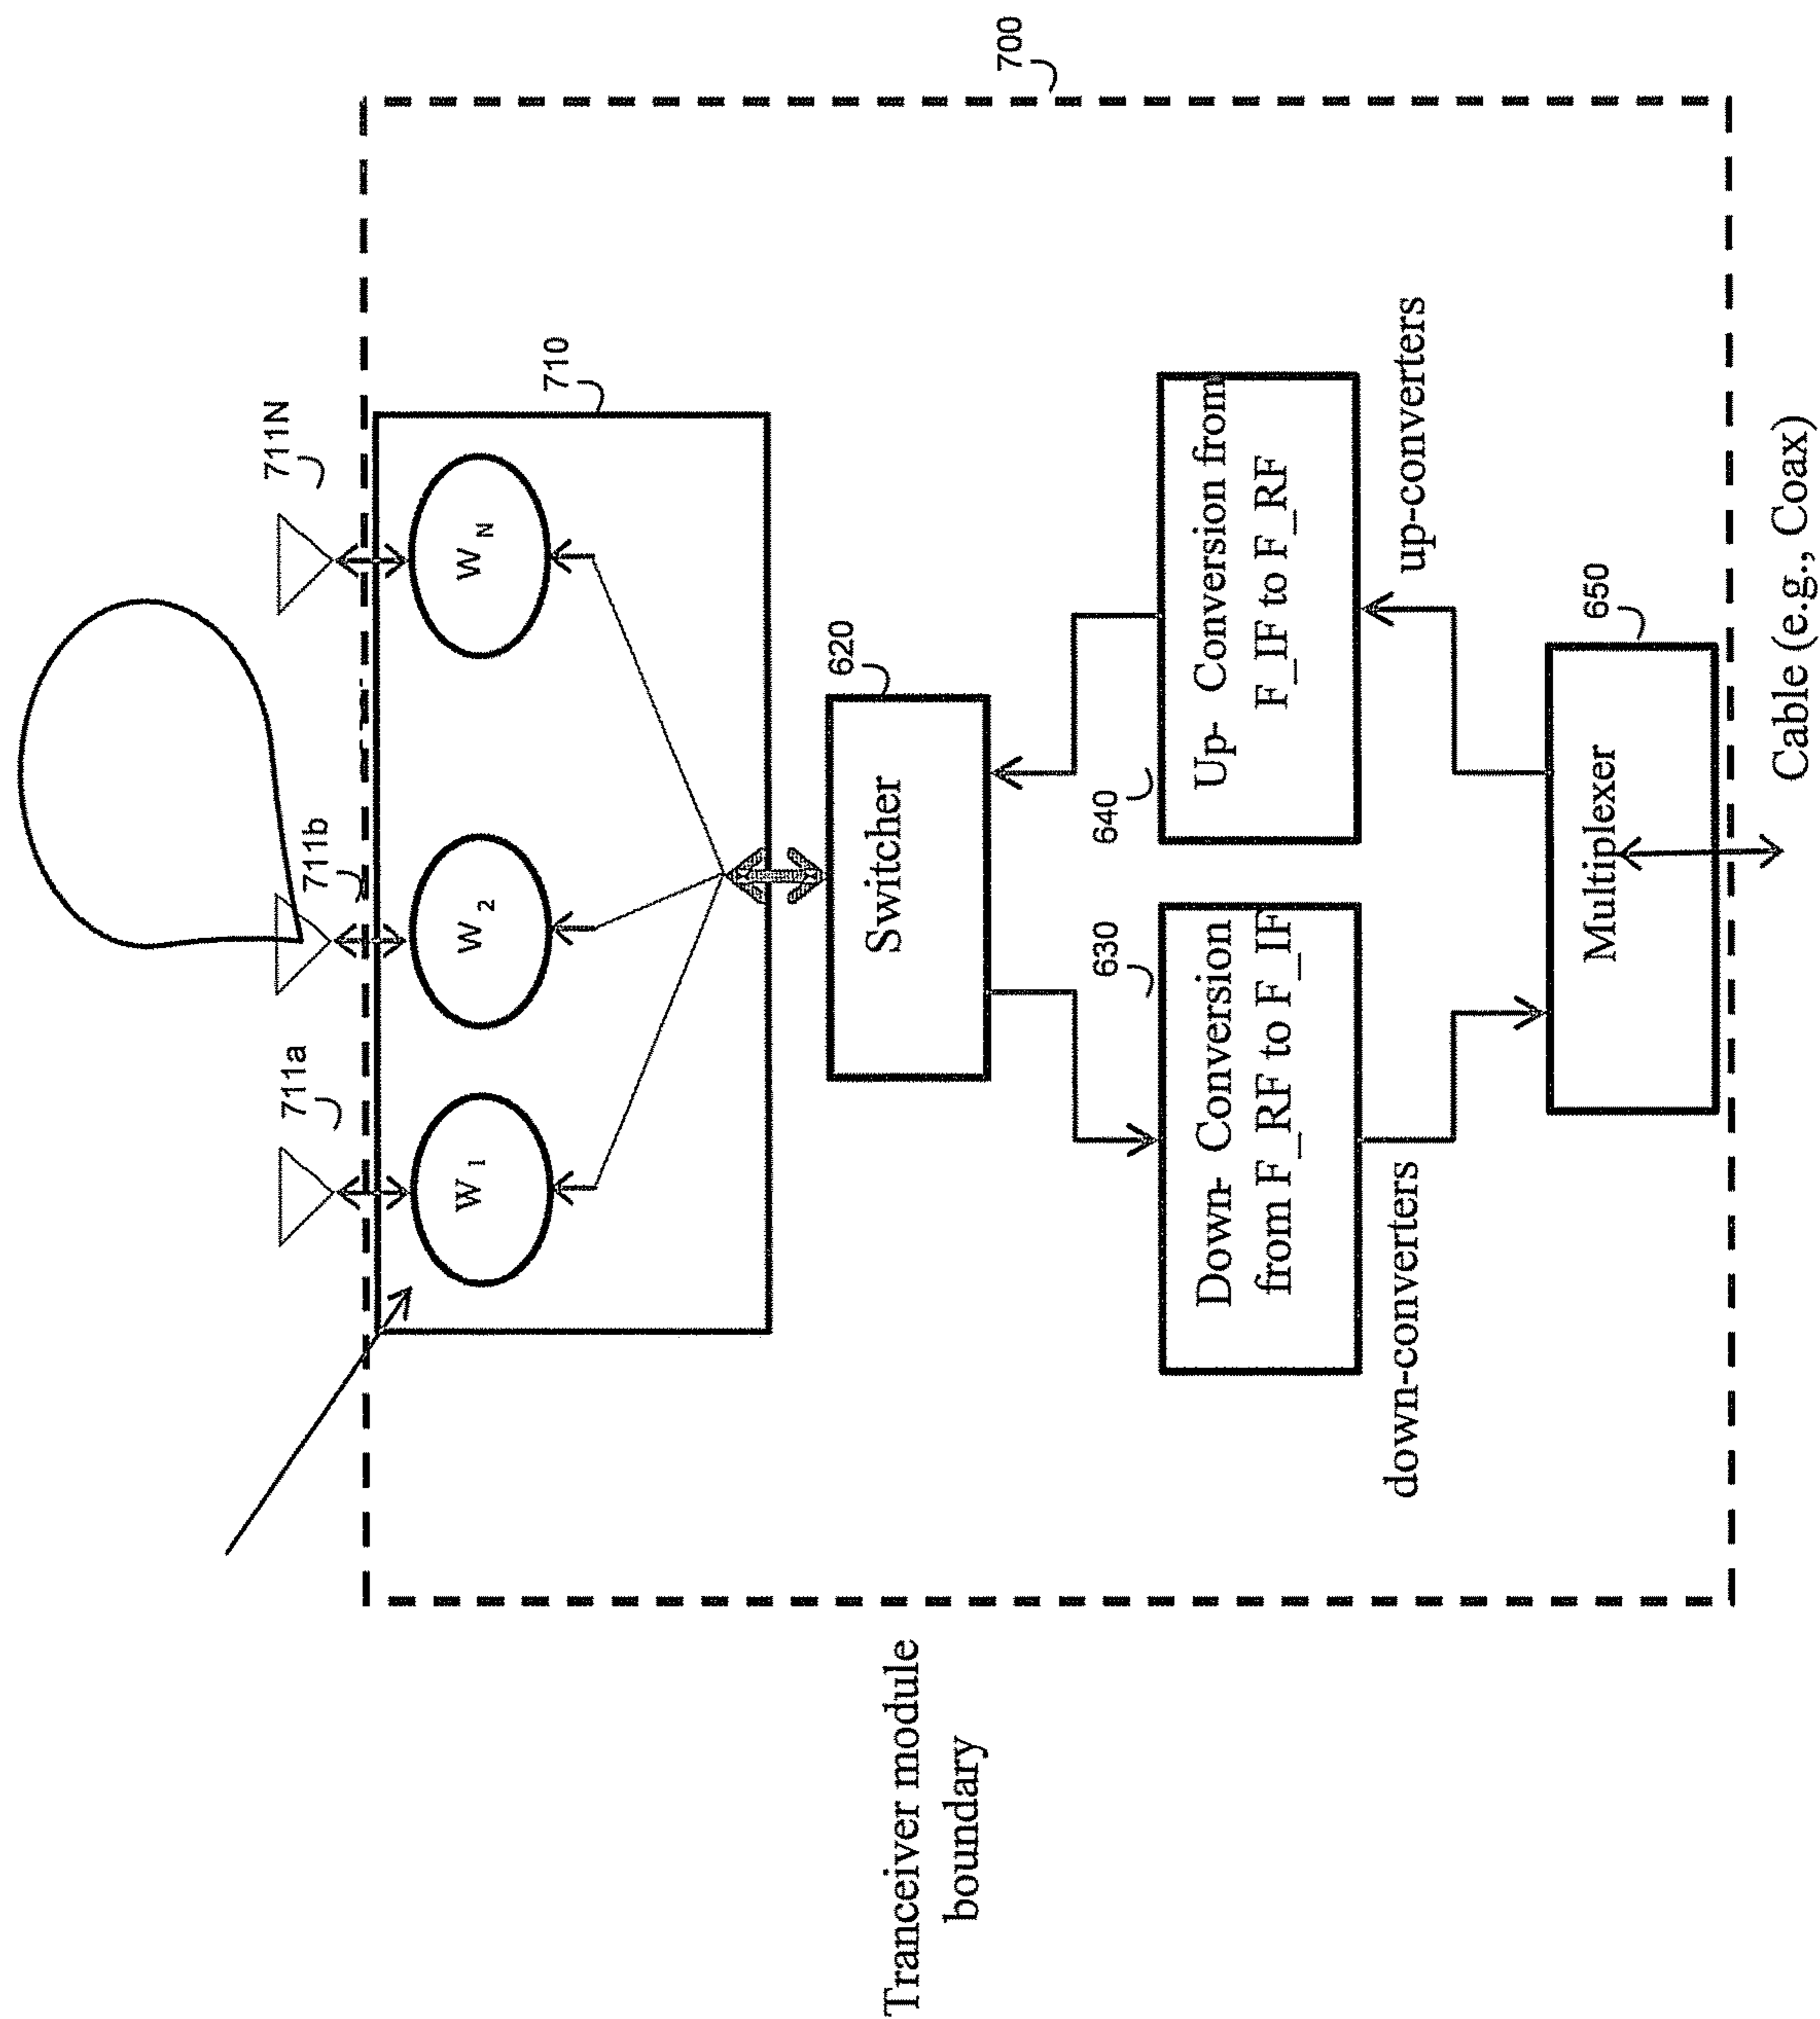 711a
711b
711N
W 1
W 2
W N
710
700
620
Switcher
630
Down- Conversion
from F_RF to F_IF
640
Up- Conversion from
F_IF to F_RF
down-converters
up-converters
650
Multiplexer
Cable (e.g., Coax)
Tranceiver module
boundary